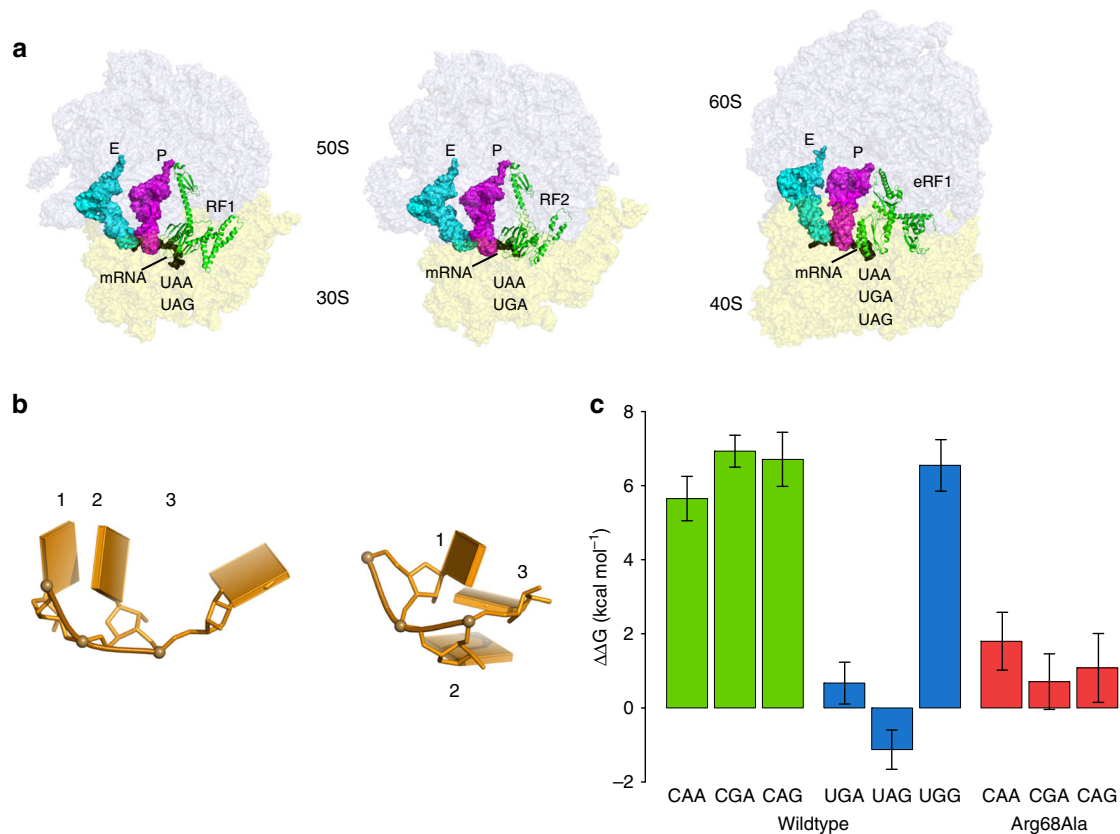 a
E
P
RF1
mRNA
UAA
UAG
50S
30S
E
P
RF2
mRNA
UAA
UGA
60S
40S
E
P
eRF1
mRNA
UAA
UGA
UAG
b
1 2 3
1
3
2
c
ΔΔG (kcal mol⁻¹)
8
6
4
2
0
–2
CAA CGA CAG UGA UAG UGG CAA CGA CAG
Wildtype Arg68Ala